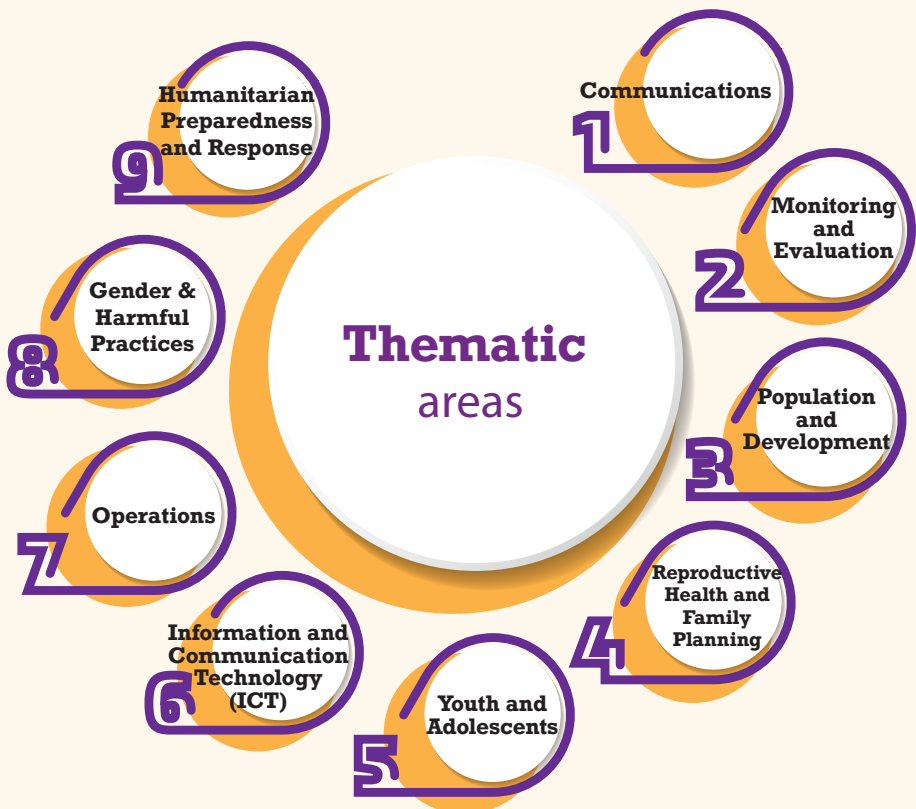 Thematic
areas
1
Communications
2
Monitoring
and
Evaluation
3
Population
and
Development
4
Reproductive
Health and
Family
Planning
5
Youth and
Adolescents
6
Information and
Communication
Technology
(ICT)
7
Operations
8
Gender &
Harmful
Practices
9
Humanitarian
Preparedness
and Response